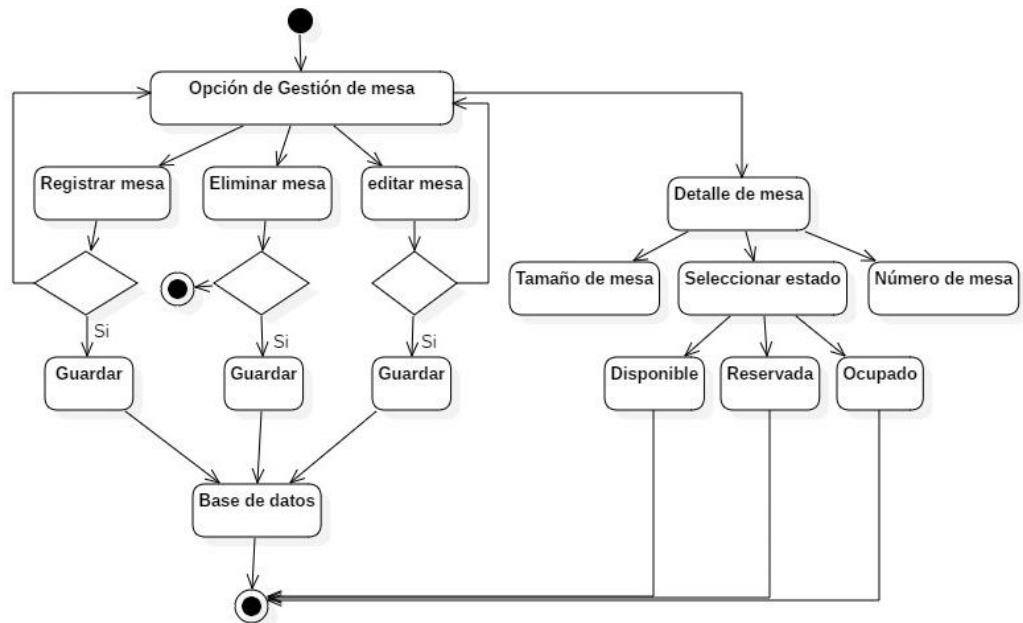 Opción de Gestión de mesa
Registrar mesa
Eliminar mesa
editar mesa
Detalle de mesa
Tamaño de mesa
Seleccionar estado
Número de mesa
Si
Si
Si
Guardar
Guardar
Guardar
Disponible
Reservada
Ocupado
Base de datos